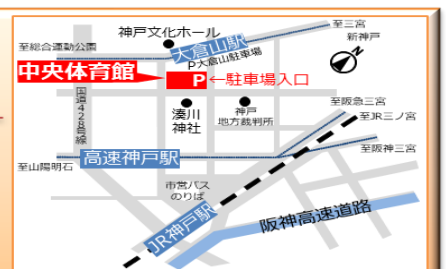 神戸文化ホール
至三宮
新神戸
至総合運動公園
大倉山駅
P大倉山駐車場
中央体育館
P
←駐車場入口
国道428号線
湊川
神社
神戸
地方裁判所
至阪急三宮
至JR三ノ宮
高速神戸駅
至阪神三宮
至山陽明石
市営バス
のりば
JR神戸駅
阪神高速道路